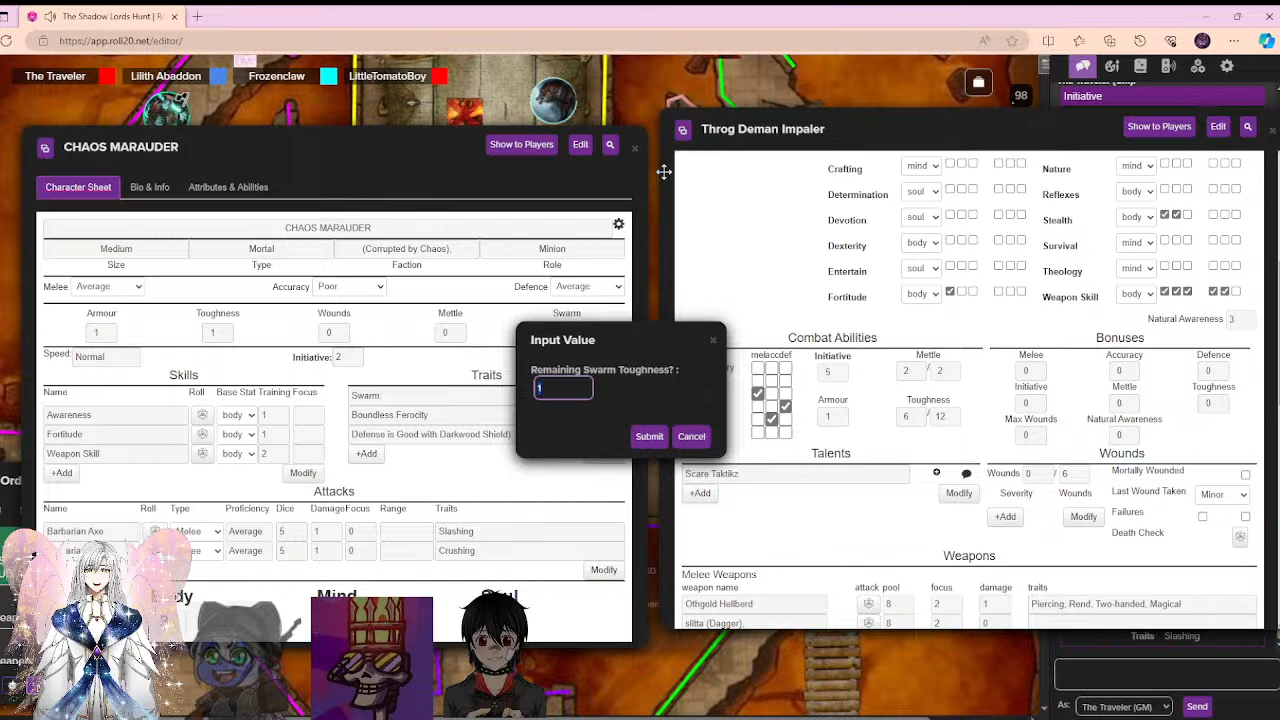 The Shadow Lords Hunt | Ro
https://app.roll20.net/editor/
The Traveler
Lilith Abaddon
Frozenclaw
LittleTomatoBoy
98
Initiative
CHAOS MARAUDER
Show to Players
Edit
Character Sheet
Bio & Info
Attributes & Abilities
CHAOS MARAUDER
Medium Mortal (Corrupted by Chaos), Minion
Size Type Faction Role
Melee Average Accuracy Poor Defence Average
Armour Toughness Wounds Mettle Swarm
1 1 0 0
Speed: Normal Initiative: 2
Skills
Name Roll Base Stat Training Focus
Awareness body 1
Fortitude body 1
Weapon Skill body 2
+Add Modify
Traits
Swarm:
Boundless Ferocity
Defense is Good with Darkwood Shield)
+Add
Attacks
Name Roll Type Proficiency Dice Damage Focus Range Traits
Barbarian Axe Melee Average 5 1 0 Slashing
Average 5 1 0 Crushing
Modify
Mind
Input Value
Remaining Swarm Toughness? :
1
Submit Cancel
Throg Deman Impaler
Show to Players
Edit
Crafting mind Nature mind
Determination soul Reflexes body
Devotion soul Stealth body
Dexterity body Survival mind
Entertain soul Theology mind
Fortitude body Weapon Skill body
Natural Awareness 3
Combat Abilities
melaccdef Initiative Mettle
5 2 / 2
Armour Toughness
1 6 / 12
Bonuses
Melee Accuracy Defence
0 0 0
Initiative Mettle Toughness
0 0 0
Max Wounds Natural Awareness
0 0
Talents
Scare Taktikz
+Add Modify
Wounds
Wounds 0 / 6 Mortally Wounded
Severity Wounds Last Wound Taken Minor
+Add Modify Failures
Death Check
Weapons
Melee Weapons
weapon name attack pool focus damage traits
Othgold Hellberd 8 2 1 Piercing, Rend, Two-handed, Magical
slitta (Dagger), 8 2 0
Traits Slashing
As: The Traveler (GM) Send